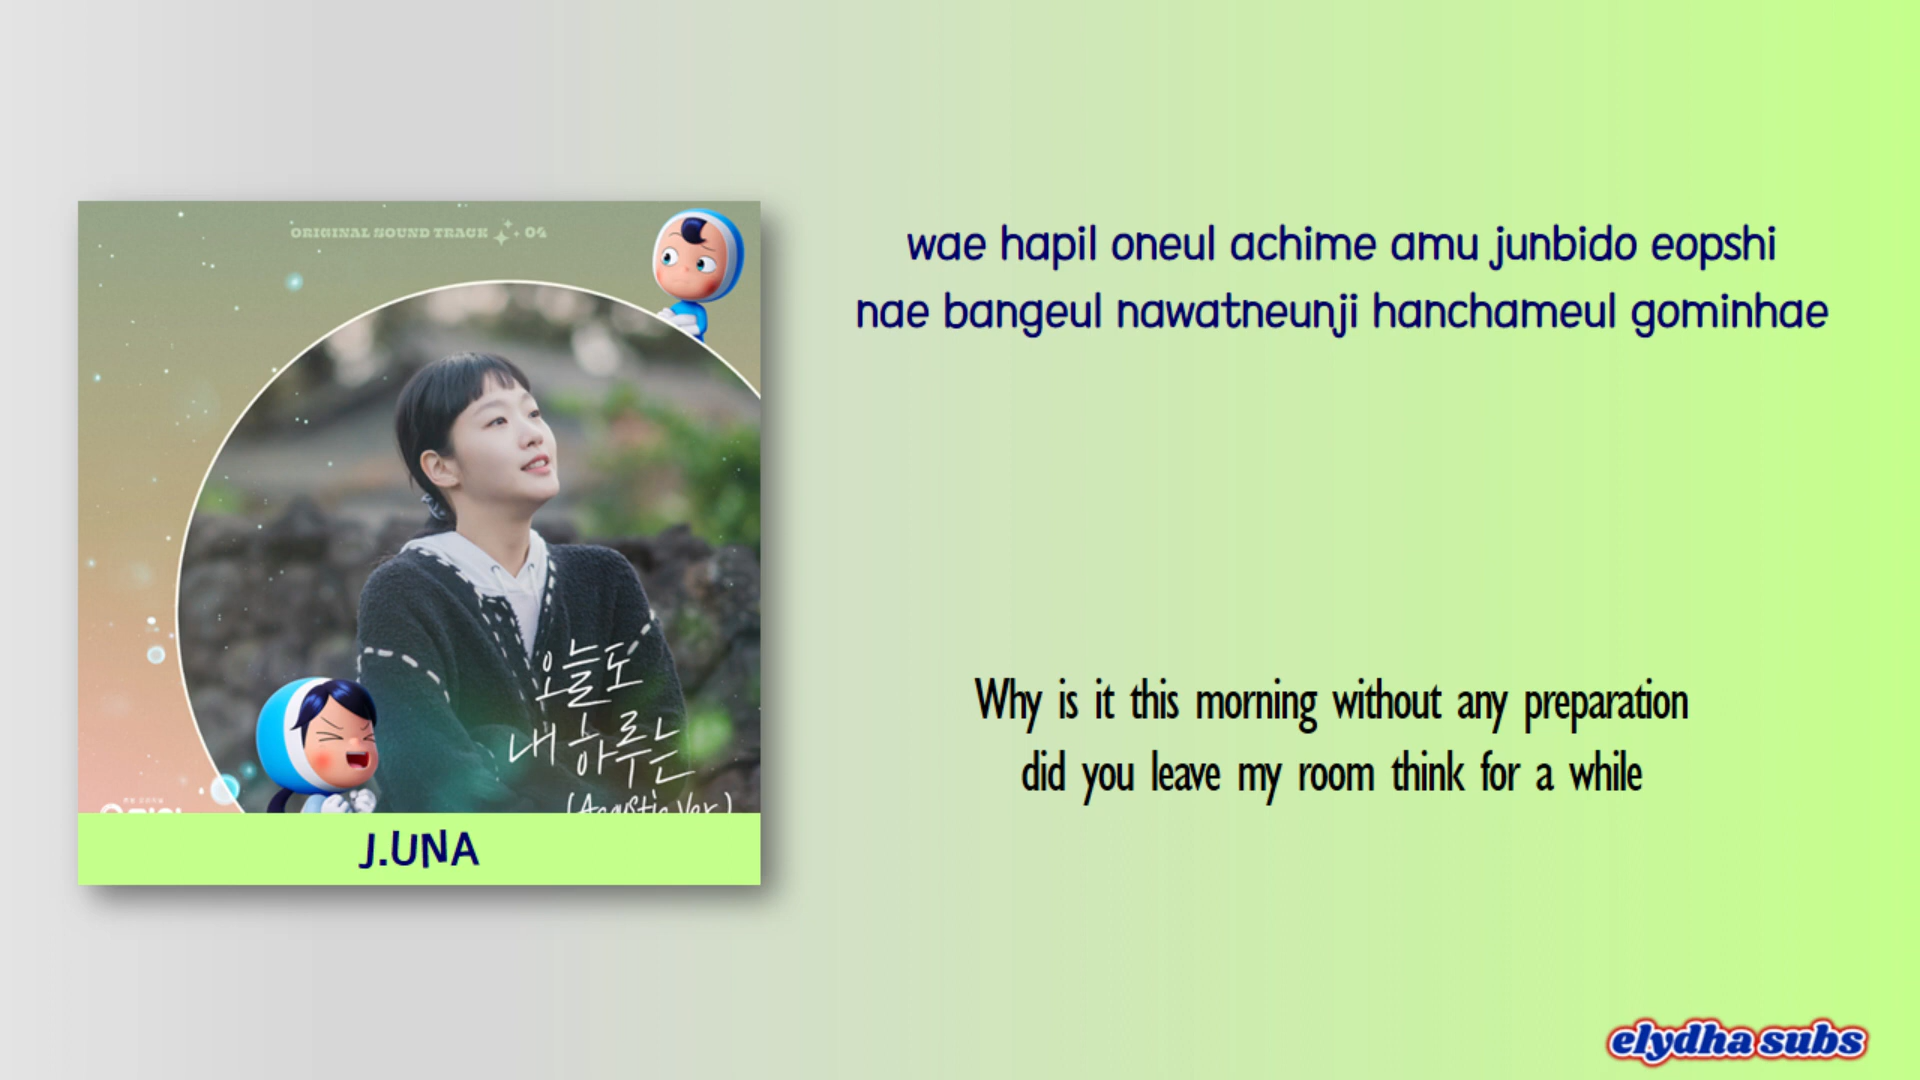 ORIGINAL SOUND TRACK 04
오늘도
내 하루는
(Acoustic Ver.)
J.UNA
wae hapil oneul achime amu junbido eopshi
nae bangeul nawatneunji hanchameul gominhae
Why is it this morning without any preparation
did you leave my room think for a while
elydha subs